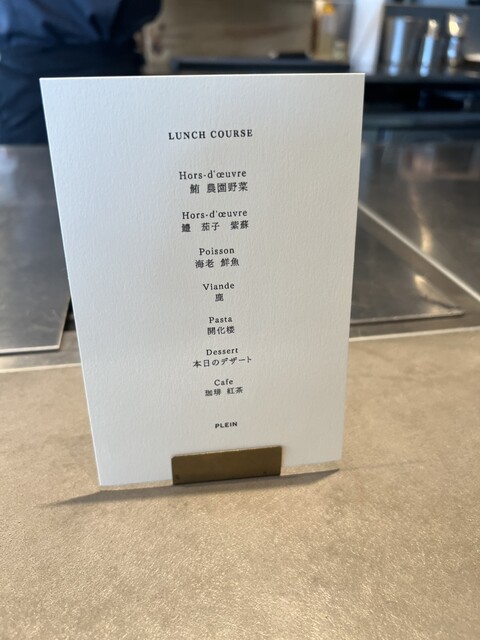 LUNCH COURSE
Hors-d'œuvre
鮪 農園野菜
Hors-d'œuvre
鱧 茄子 紫蘇
Poisson
海老 鮮魚
Viande
鹿
Pasta
開化楼
Dessert
本日のデザート
Cafe
珈琲 紅茶
PLEIN